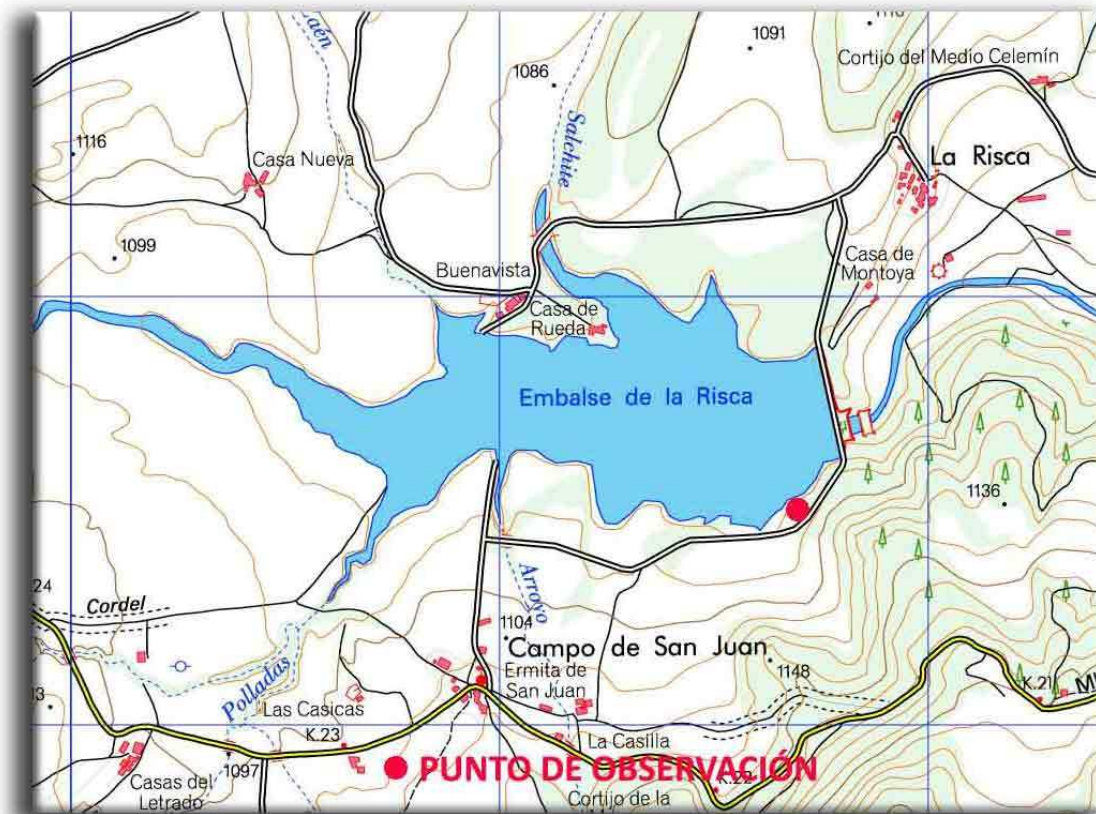 1091
1116
Cortijo del Medio Celemín
1086
Salchite
1116
Casa Nueva
La Risca
1099
Buenavista
Casa de
Montoya
Casa de
Rueda
Embalse de la Risca
1136
Arroyo
24
Cordel
1104
Campo de San Juan
Ermita de
San Juan
1148
Polladas
K.21
Las Casicas
K.23
La Casilla
1097
PUNTO DE OBSERVACIÓN
K.22
Casas del
Letrado
Cortijo de la